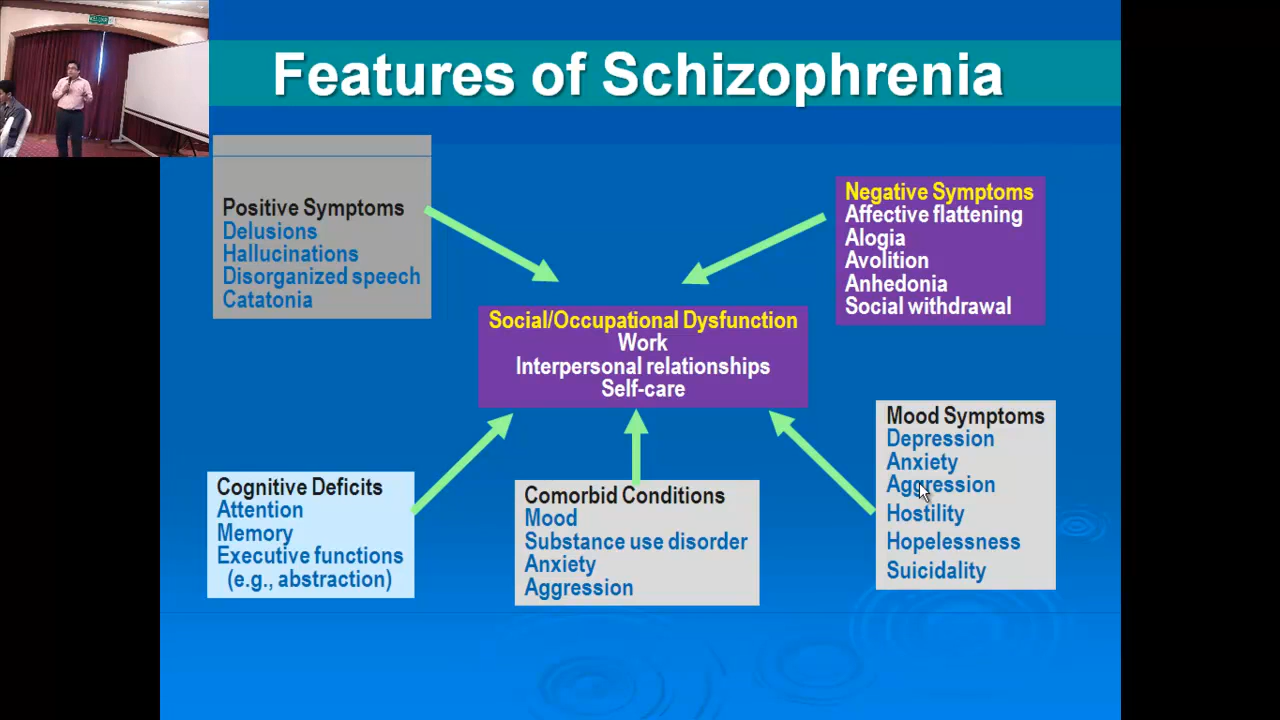 Features of Schizophrenia
Positive Symptoms
Delusions
Hallucinations
Disorganized speech
Catatonia
Negative Symptoms
Affective flattening
Alogia
Avolition
Anhedonia
Social withdrawal
Social/Occupational Dysfunction
Work
Interpersonal relationships
Self-care
Cognitive Deficits
Attention
Memory
Executive functions
(e.g., abstraction)
Comorbid Conditions
Mood
Substance use disorder
Anxiety
Aggression
Mood Symptoms
Depression
Anxiety
Aggression
Hostility
Hopelessness
Suicidality